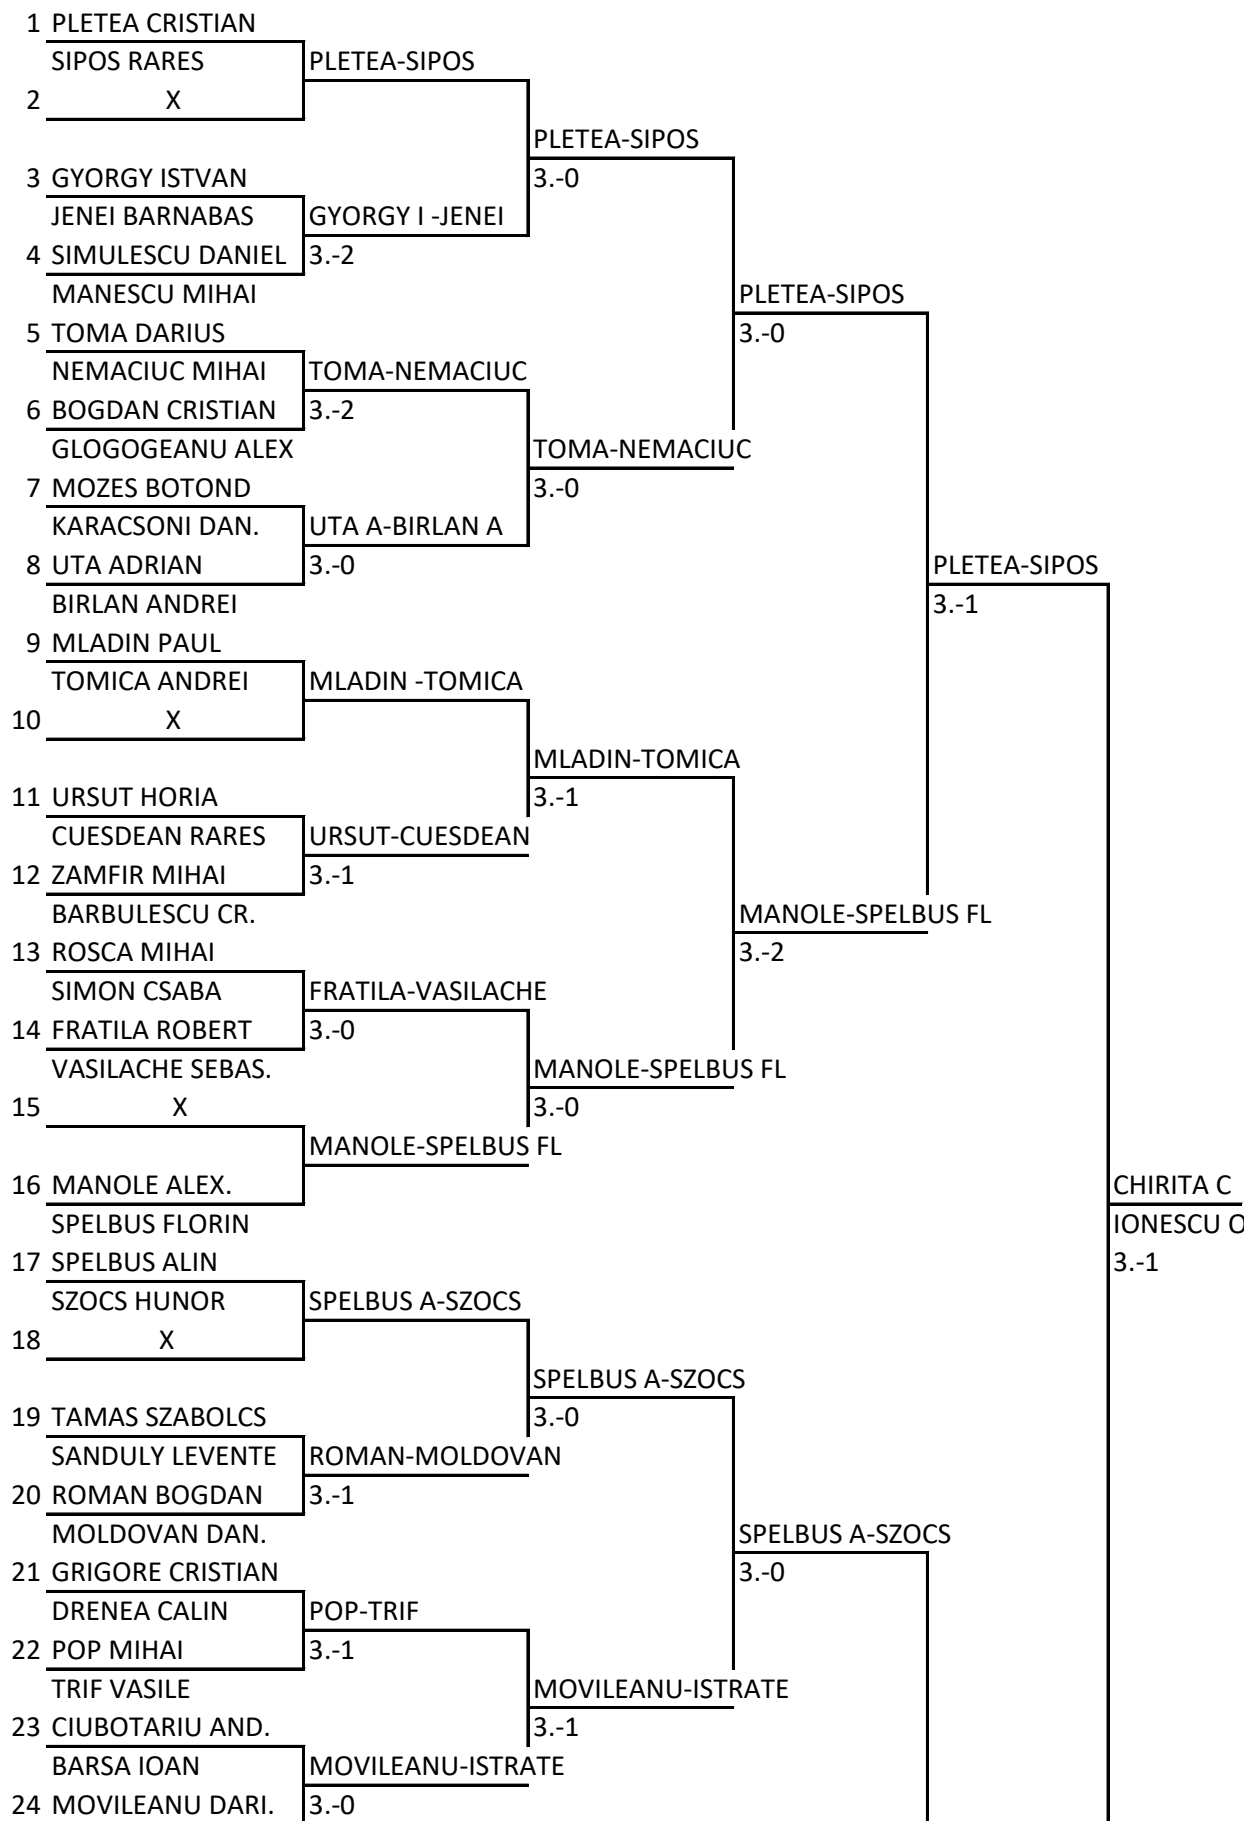 1 PLETEA CRISTIAN
SIPOS RARES PLETEA-SIPOS
2 X
PLETEA-SIPOS
3 GYORGY ISTVAN 3.-0
JENEI BARNABAS GYORGY I -JENEI
4 SIMULESCU DANIEL 3.-2
MANESCU MIHAI PLETEA-SIPOS
5 TOMA DARIUS 3.-0
NEMACIUC MIHAI TOMA-NEMACIUC
6 BOGDAN CRISTIAN 3.-2
GLOGOGEANU ALEX TOMA-NEMACIUC
7 MOZES BOTOND 3.-0
KARACSONI DAN. UTA A-BIRLAN A
8 UTA ADRIAN 3.-0 PLETEA-SIPOS
BIRLAN ANDREI 3.-1
9 MLADIN PAUL
TOMICA ANDREI MLADIN -TOMICA
10 X
MLADIN-TOMICA
11 URSUT HORIA 3.-1
CUESDEAN RARES URSUT-CUESDEAN
12 ZAMFIR MIHAI 3.-1
BARBULESCU CR. MANOLE-SPELBUS FL
13 ROSCA MIHAI 3.-2
SIMON CSABA FRATILA-VASILACHE
14 FRATILA ROBERT 3.-0
VASILACHE SEBAS. MANOLE-SPELBUS FL
15 X 3.-0
MANOLE-SPELBUS FL
16 MANOLE ALEX. CHIRITA C
SPELBUS FLORIN IONESCU O
17 SPELBUS ALIN 3.-1
SZOCS HUNOR SPELBUS A-SZOCS
18 X
SPELBUS A-SZOCS
19 TAMAS SZABOLCS 3.-0
SANDULY LEVENTE ROMAN-MOLDOVAN
20 ROMAN BOGDAN 3.-1
MOLDOVAN DAN. SPELBUS A-SZOCS
21 GRIGORE CRISTIAN 3.-0
DRENEA CALIN POP-TRIF
22 POP MIHAI 3.-1
TRIF VASILE MOVILEANU-ISTRATE
23 CIUBOTARIU AND. 3.-1
BARSA IOAN MOVILEANU-ISTRATE
24 MOVILEANU DARI. 3.-0